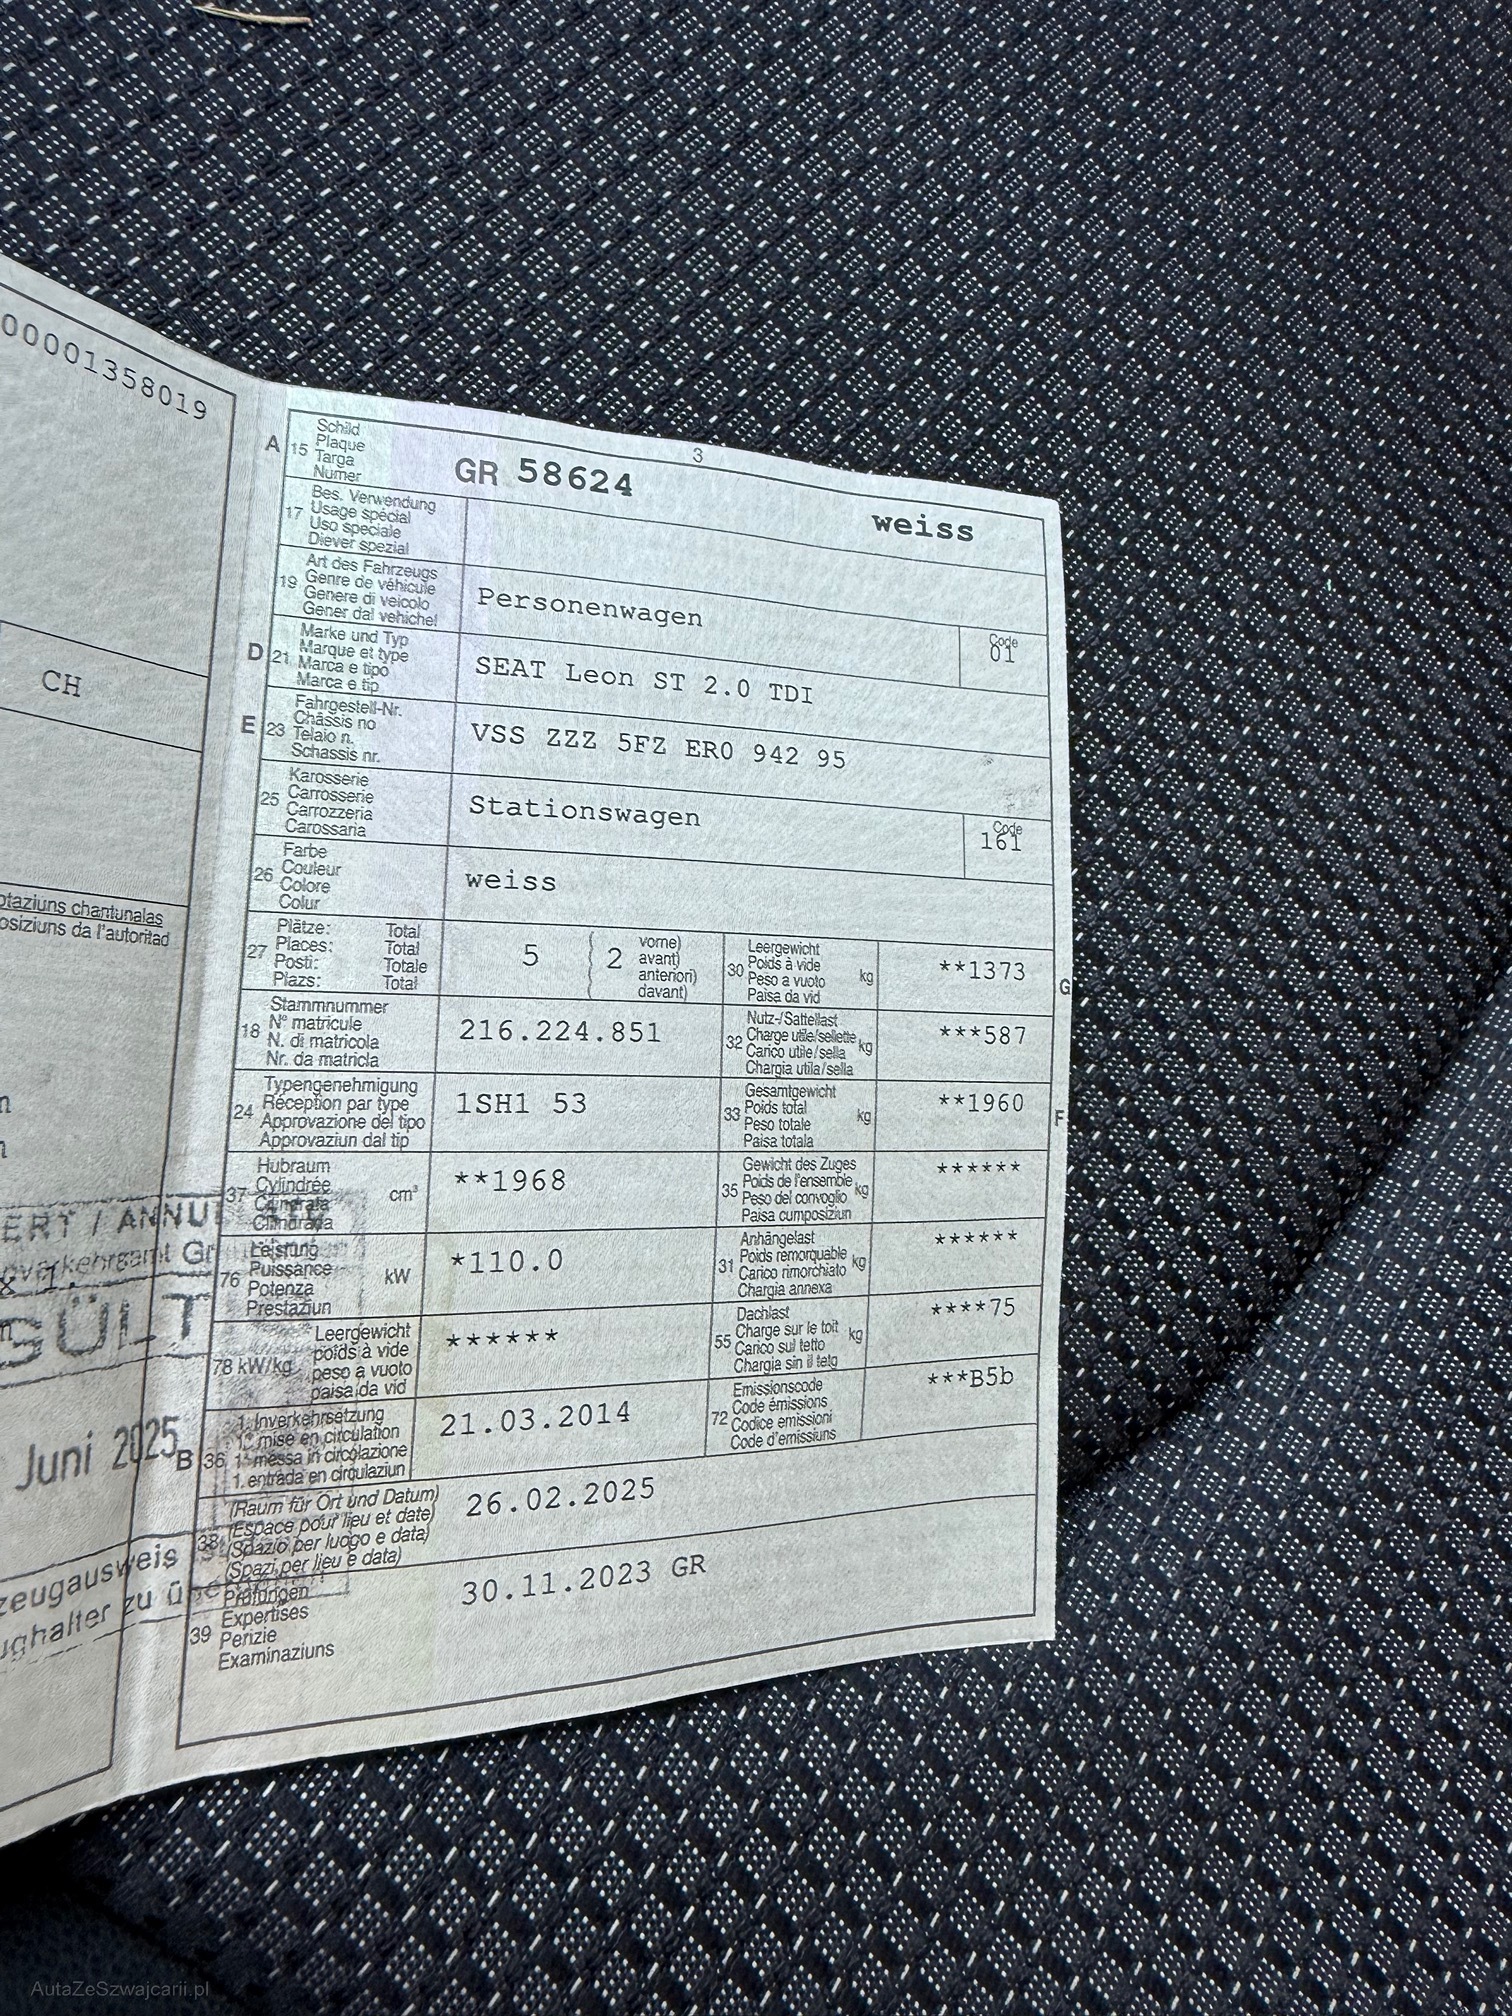 00001358019
CH
osiziuns da l'autoritad
Juni 2025
3
A 15 Schild
Plaque
Targa
Numer
GR 58624
weiss
17 Bes. Verwendung
Usage spécial
Uso speciale
Diever spezial
19 Art des Fahrzeugs
Genre de véhicule
Genere di veicolo
Gener dal vehichel
Personenwagen
Code
01
D 21 Marke und Typ
Marque et type
Marca e tipo
Marca e tip
SEAT Leon ST 2.0 TDI
E 23 Fahrgestell-Nr.
Châssis no
Telaio n.
Schassis nr.
VSS ZZZ 5FZ ER0 942 95
25 Karosserie
Carrosserie
Carrozzeria
Carossaria
Stationswagen
Code
161
26 Farbe
Couleur
Colore
Colur
weiss
27 Plätze: Total
Places: Total
Posti: Totale
Plazs: Total
5 ( 2 vorne)
avant)
anteriori)
davant)
30 Leergewicht
Poids à vide
Peso a vuoto
Paisa da vid
kg
**1373
G
18 Stammnummer
N° matricule
N. di matricola
Nr. da matricla
216.224.851
32 Nutz-/Sattellast
Charge utile/sellette
Carico utile/sella
Chargia utila/sella
kg
***587
24 Typengenehmigung
Réception par type
Approvazione del tipo
Approvaziun dal tip
1SH1 53
33 Gesamtgewicht
Poids total
Peso totale
Paisa totala
kg
**1960
F
37 Hubraum
Cylindrée
Cilindrata
Cilindrada
cm³
**1968
35 Gewicht des Zuges
Poids de l'ensemble
Peso del convoglio
Paisa cumposiziun
kg
******
76 Leistung
Puissance
Potenza
Prestaziun
kW
*110.0
31 Anhängelast
Poids remorquable
Carico rimorchiato
Chargia annexa
kg
******
78 kW/kg
Leergewicht
poids à vide
peso a vuoto
paisa da vid
******
55 Dachlast
Charge sur le toit
Carico sul tetto
Chargia sin il tetg
kg
****75
B 36 1. Inverkehrsetzung
1re mise en circulation
1a messa in circolazione
1. entrada en circulaziun
21.03.2014
72 Emissionscode
Code émissions
Codice emissioni
Code d'emissiuns
***B5b
38 (Raum für Ort und Datum)
(Espace pour lieu et date)
(Spazio per luogo e data)
(Spazi per lieu e data)
26.02.2025
39 Prüfungen
Expertises
Perizie
Examinaziuns
30.11.2023 GR
AutaZeSzwajcarii.pl